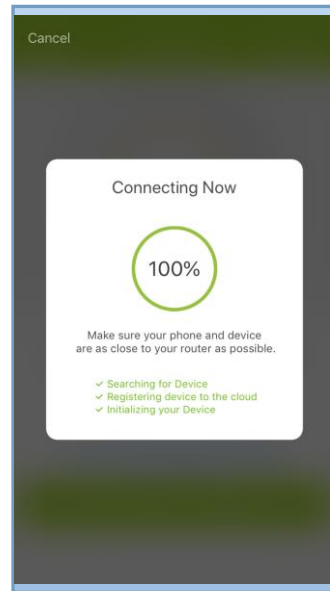 Cancel
Connecting Now
100%
Make sure your phone and device
are as close to your router as possible.
✓ Searching for Device
✓ Registering device to the cloud
✓ Initializing your Device